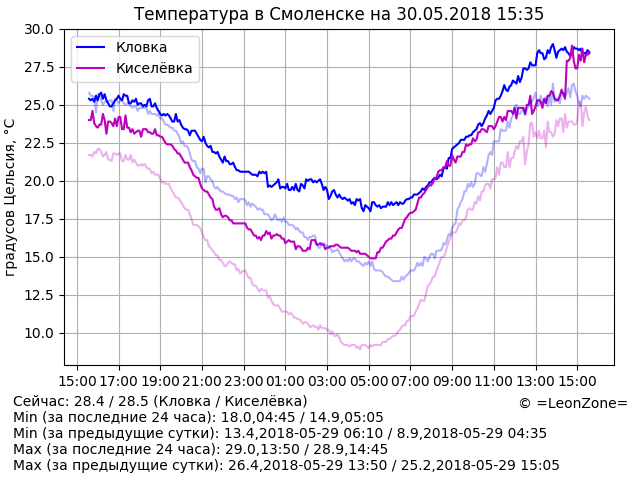 Температура в Смоленске на 30.05.2018 15:35
градусов Цельсия, °C
30.0
27.5
25.0
22.5
20.0
17.5
15.0
12.5
10.0
Кловка
Киселёвка
15:00 17:00 19:00 21:00 23:00 01:00 03:00 05:00 07:00 09:00 11:00 13:00 15:00
Сейчас: 28.4 / 28.5 (Кловка / Киселёвка)
© =LeonZone=
Min (за последние 24 часа): 18.0,04:45 / 14.9,05:05
Min (за предыдущие сутки): 13.4,2018-05-29 06:10 / 8.9,2018-05-29 04:35
Max (за последние 24 часа): 29.0,13:50 / 28.9,14:45
Max (за предыдущие сутки): 26.4,2018-05-29 13:50 / 25.2,2018-05-29 15:05